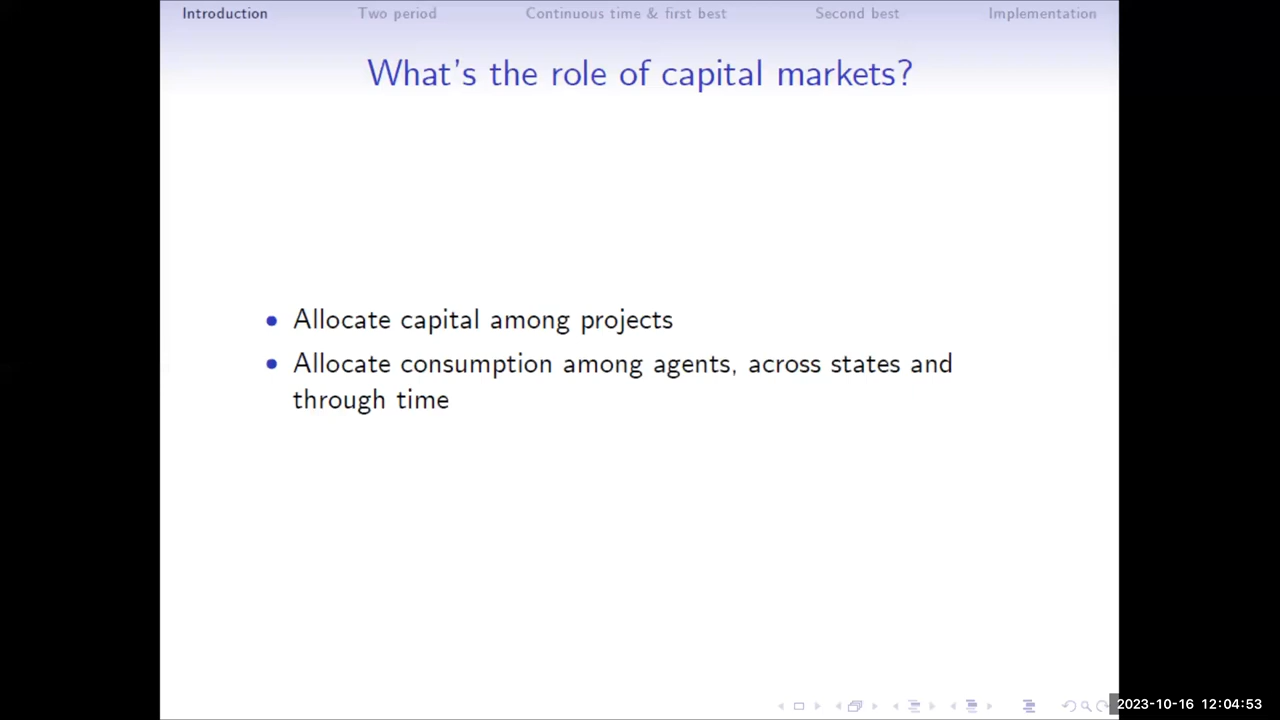 Introduction Two period Continuous time & first best Second best Implementation
What's the role of capital markets?
• Allocate capital among projects
• Allocate consumption among agents, across states and
through time
2023-10-16 12:04:53